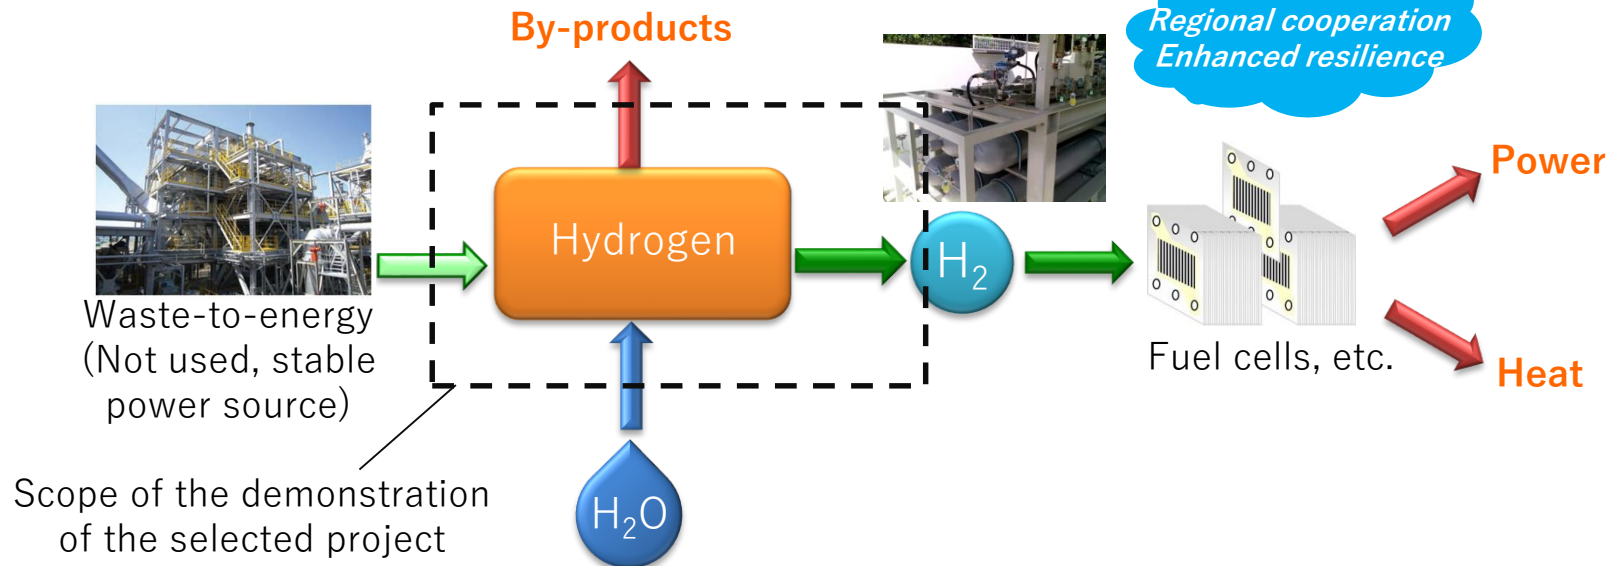 By-products
Regional cooperation
Enhanced resilience
Hydrogen
H₂
Power
Waste-to-energy
(Not used, stable
power source)
Fuel cells, etc.
Heat
Scope of the demonstration
of the selected project
H₂O